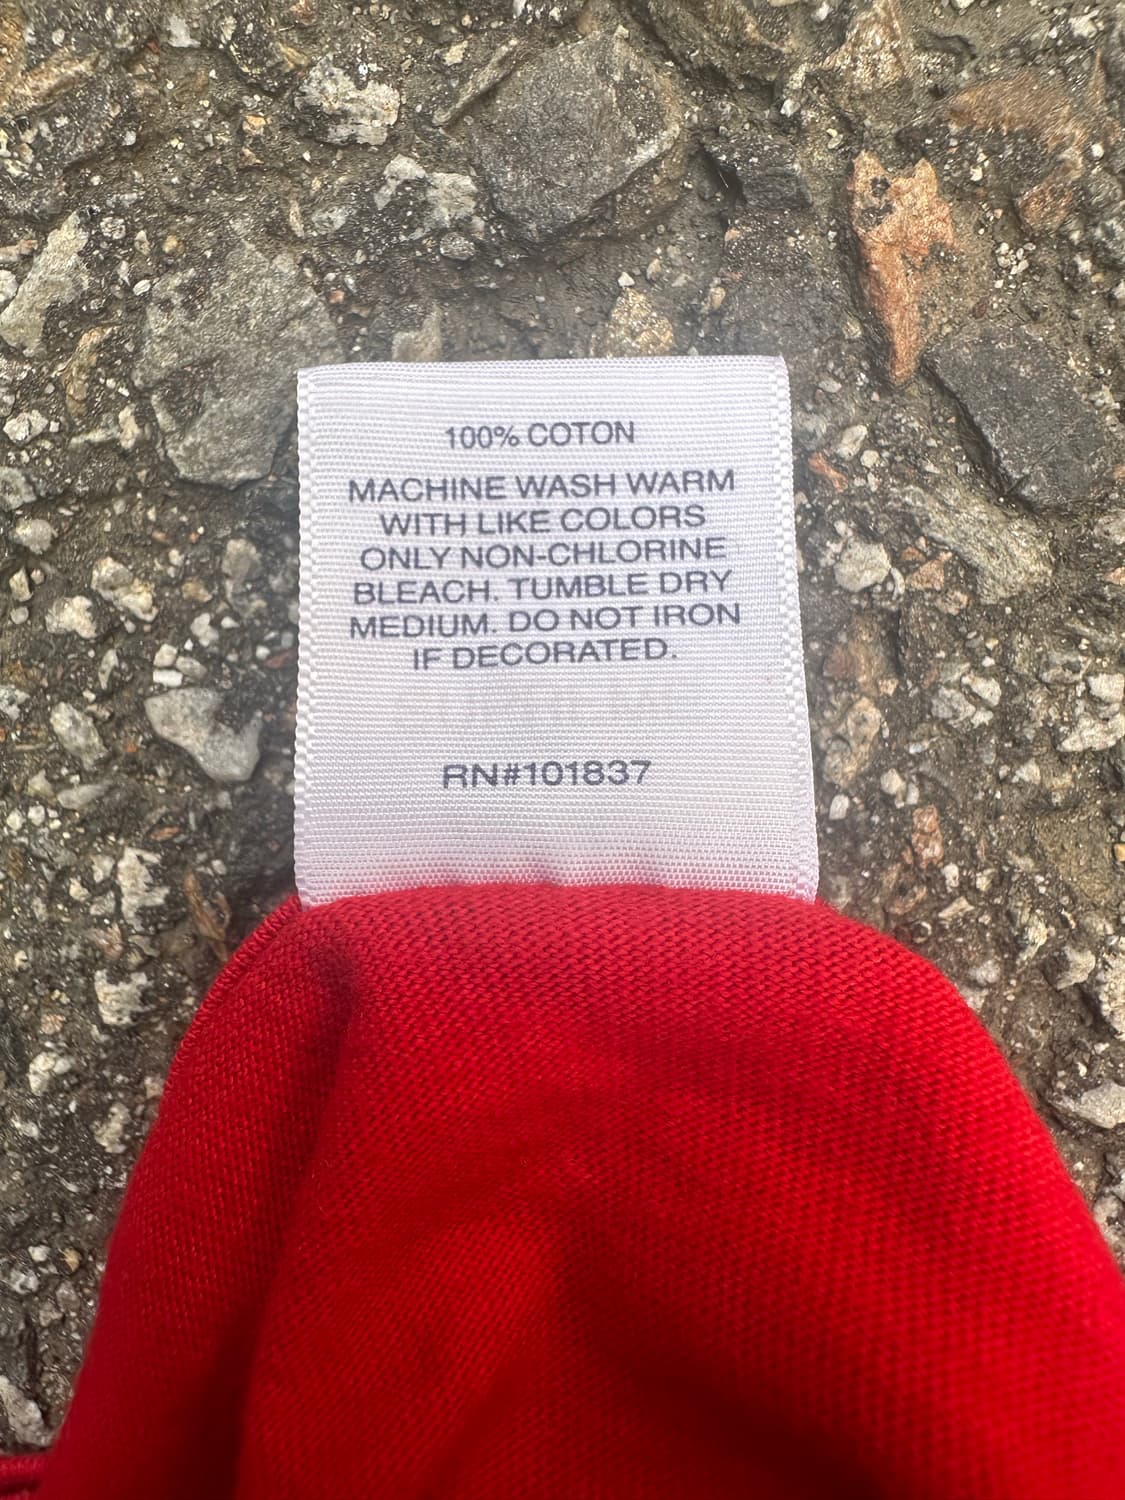 100% COTON
MACHINE WASH WARM
WITH LIKE COLORS
ONLY NON-CHLORINE
BLEACH. TUMBLE DRY
MEDIUM. DO NOT IRON
IF DECORATED.
RN#101837